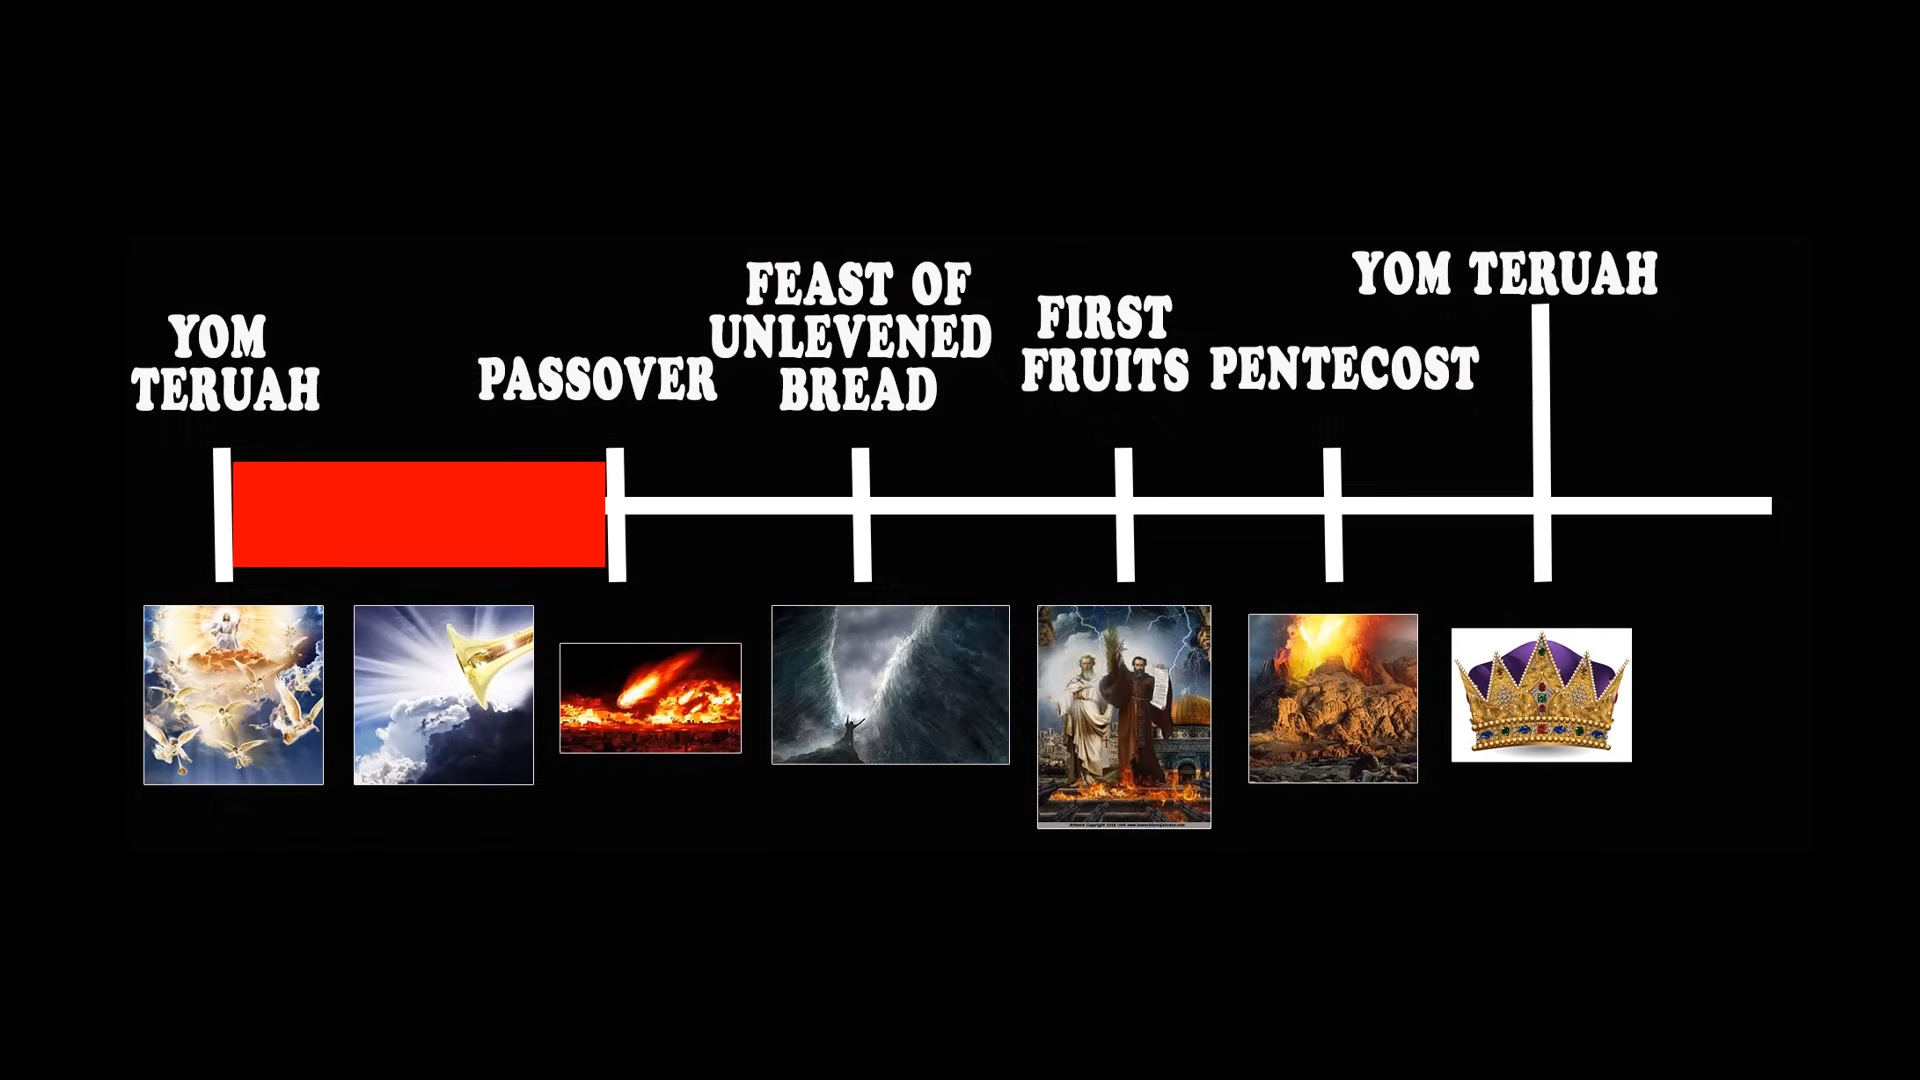 YOM
TERUAH
PASSOVER
FEAST OF
UNLEVENED
BREAD
FIRST
FRUITS
PENTECOST
YOM TERUAH